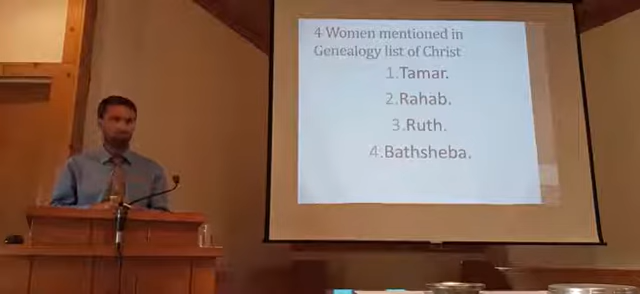 4 Women mentioned in
Genealogy list of Christ
1.Tamar.
2.Rahab.
3.Ruth.
4.Bathsheba.